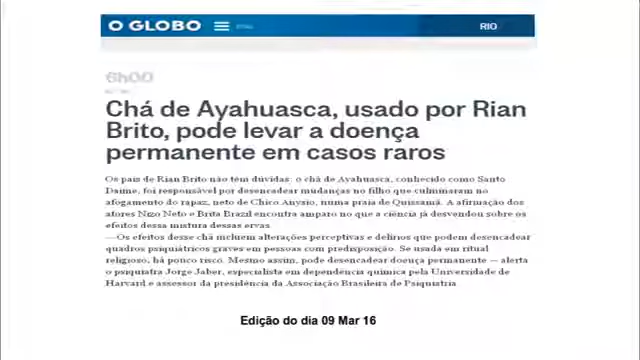 O GLOBO
RIO
6h00
Chá de Ayahuasca, usado por Rian
Brito, pode levar a doença
permanente em casos raros
Os pais de Rian Brito não têm dúvidas: o chá de Ayahuasca, conhecido como Santo
Daime, foi responsável por desencadear mudanças no filho que culminaram no
afogamento do rapaz, neto de Chico Anysio, numa praia de Quissamã. A afirmação dos
atores Nizo Neto e Brita Brazil encontra amparo no que a ciência já desvendou sobre os
efeitos dessa mistura dessas ervas
—Os efeitos desse chá incluem alterações perceptivas e delírios que podem desencadear
quadros psiquiátricos graves em pessoas com predisposição. Se usada em ritual
religioso, há pouco risco. Mesmo assim, pode desencadear doença permanente — alerta
o psiquiatra Jorge Jaber, especialista em dependência química pela Universidade de
Harvard e assessor da presidência da Associação Brasileira de Psiquiatria
Edição do dia 09 Mar 16